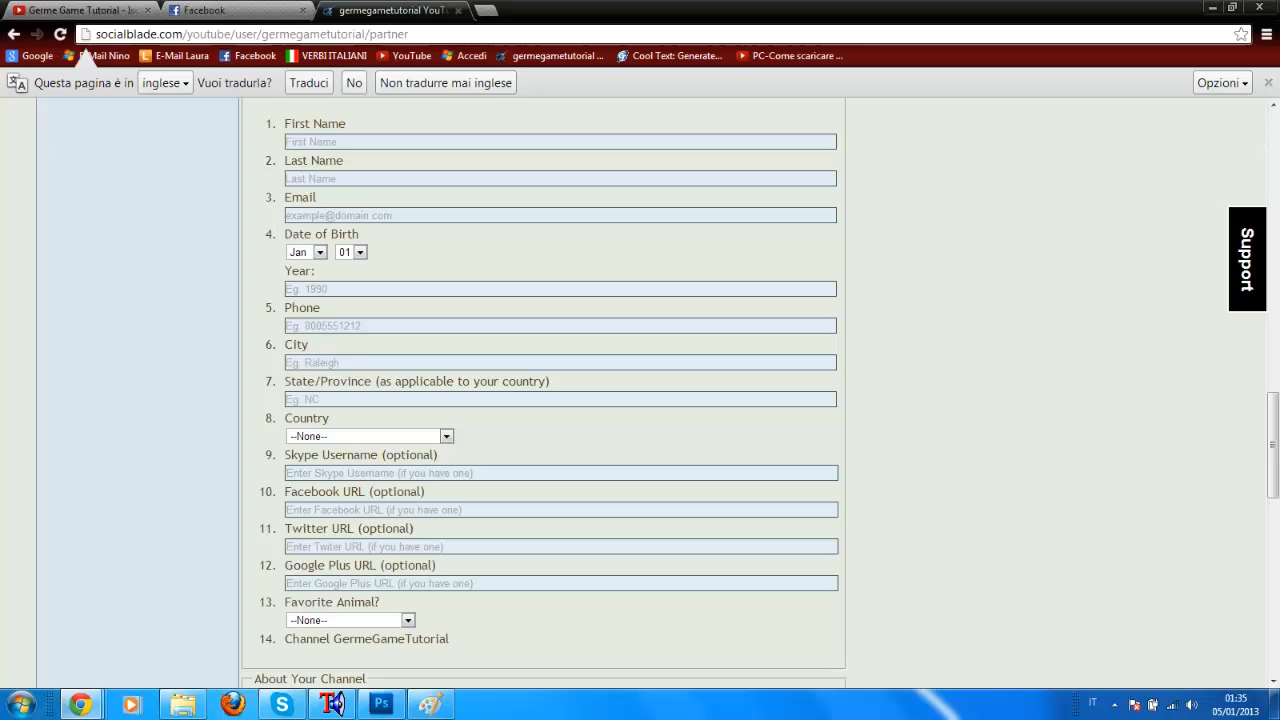 Germe Game Tutorial - Isc
Facebook
germegametutorial YouT
socialblade.com/youtube/user/germegametutorial/partner
Google
E-Mail Nino
E-Mail Laura
Facebook
VERBI ITALIANI
YouTube
Accedi
germegametutorial ...
Cool Text: Generate...
PC-Come scaricare ...
Questa pagina è in inglese Vuoi tradurla? Traduci No Non tradurre mai inglese Opzioni
1. First Name
First Name
2. Last Name
Last Name
3. Email
example@domain.com
4. Date of Birth
Jan 01
Year:
Eg. 1990
5. Phone
Eg. 8005551212
6. City
Eg. Raleigh
7. State/Province (as applicable to your country)
Eg. NC
8. Country
--None--
9. Skype Username (optional)
Enter Skype Username (if you have one)
10. Facebook URL (optional)
Enter Facebook URL (if you have one)
11. Twitter URL (optional)
Enter Twiter URL (if you have one)
12. Google Plus URL (optional)
Enter Google Plus URL (if you have one)
13. Favorite Animal?
--None--
14. Channel GermeGameTutorial
About Your Channel
Support
IT
01:35
05/01/2013